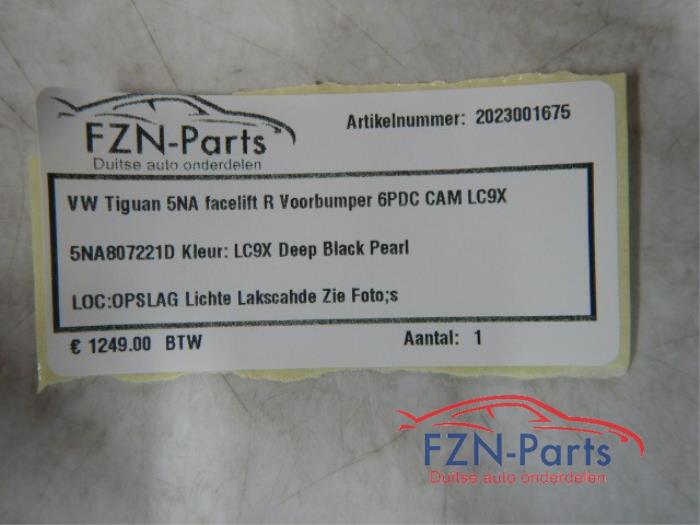 FZN-Parts
Duitse auto onderdelen
Artikelnummer: 2023001675
VW Tiguan 5NA facelift R Voorbumper 6PDC CAM LC9X
5NA807221D Kleur: LC9X Deep Black Pearl
LOC:OPSLAG Lichte Lakscahde Zie Foto;s
€ 1249.00 BTW
Aantal: 1
FZN-Parts
Duitse auto onderdelen